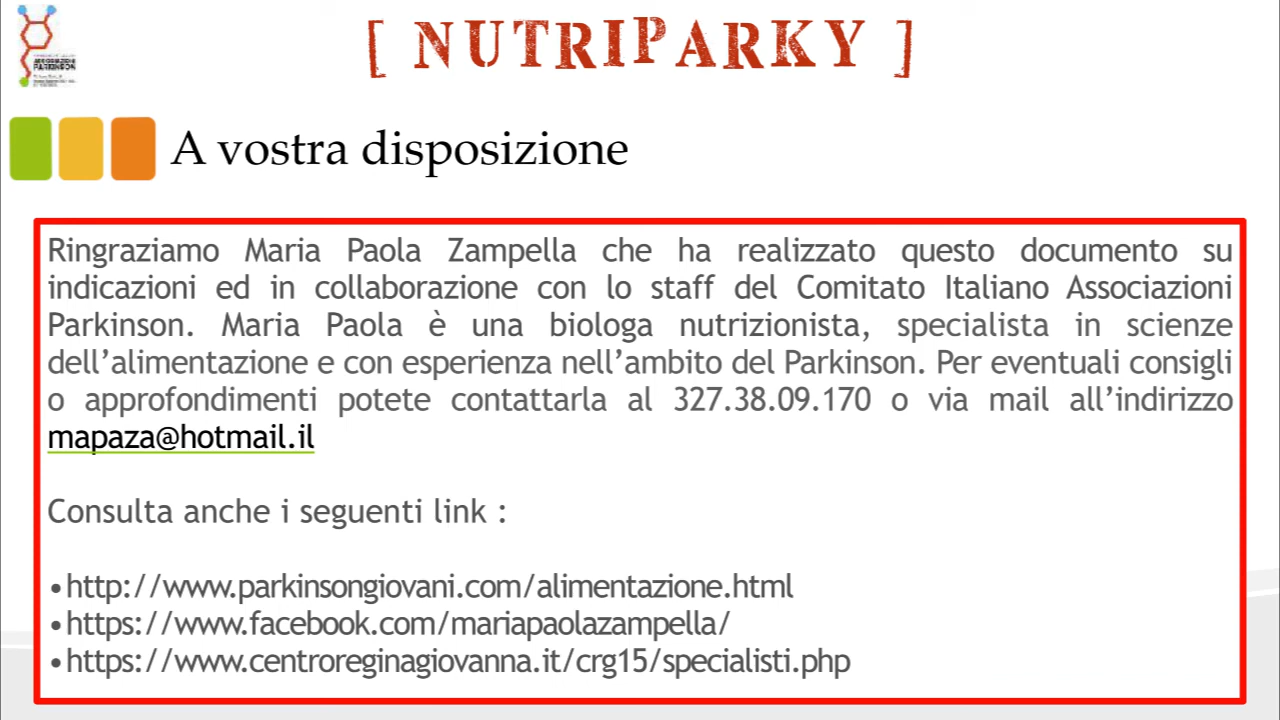 [ NUTRIPARKY ]
ASSOCIAZIONI
PARKINSON
A vostra disposizione
Ringraziamo Maria Paola Zampella che ha realizzato questo documento su
indicazioni ed in collaborazione con lo staff del Comitato Italiano Associazioni
Parkinson. Maria Paola è una biologa nutrizionista, specialista in scienze
dell’alimentazione e con esperienza nell’ambito del Parkinson. Per eventuali consigli
o approfondimenti potete contattarla al 327.38.09.170 o via mail all’indirizzo
mapaza@hotmail.il
Consulta anche i seguenti link :
•http://www.parkinsongiovani.com/alimentazione.html
•https://www.facebook.com/mariapaolazampella/
•https://www.centroreginagiovanna.it/crg15/specialisti.php